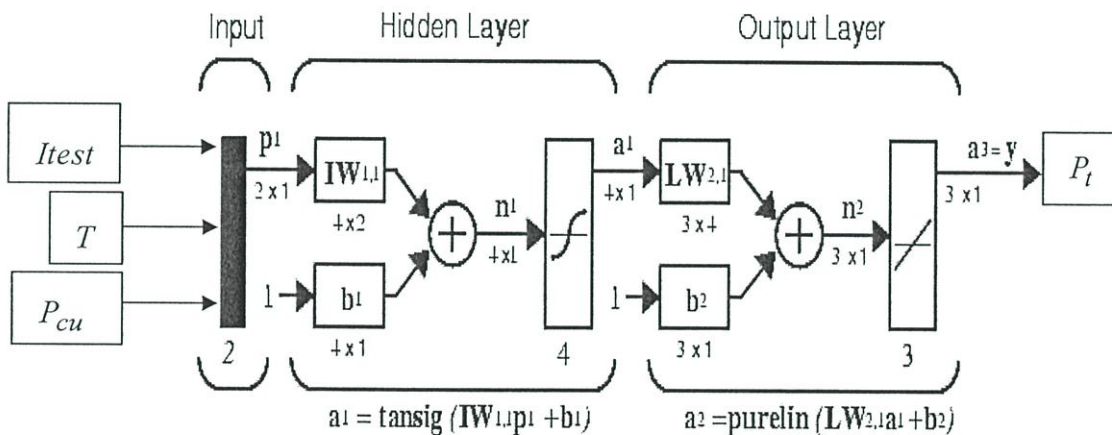 Input Hidden Layer Output Layer
Itest
T
Pcu
p1
2 x 1
2
IW1,1
4 x 2
1
b1
4 x 1
n1
4 x 1
4
a1 = tansig (IW1,1p1 +b1)
a1
4 x 1
LW2,1
3 x 4
1
b2
3 x 1
n2
3 x 1
3
a2 =purelin (LW2,1a1 +b2)
a3 = y
3 x 1
Pt